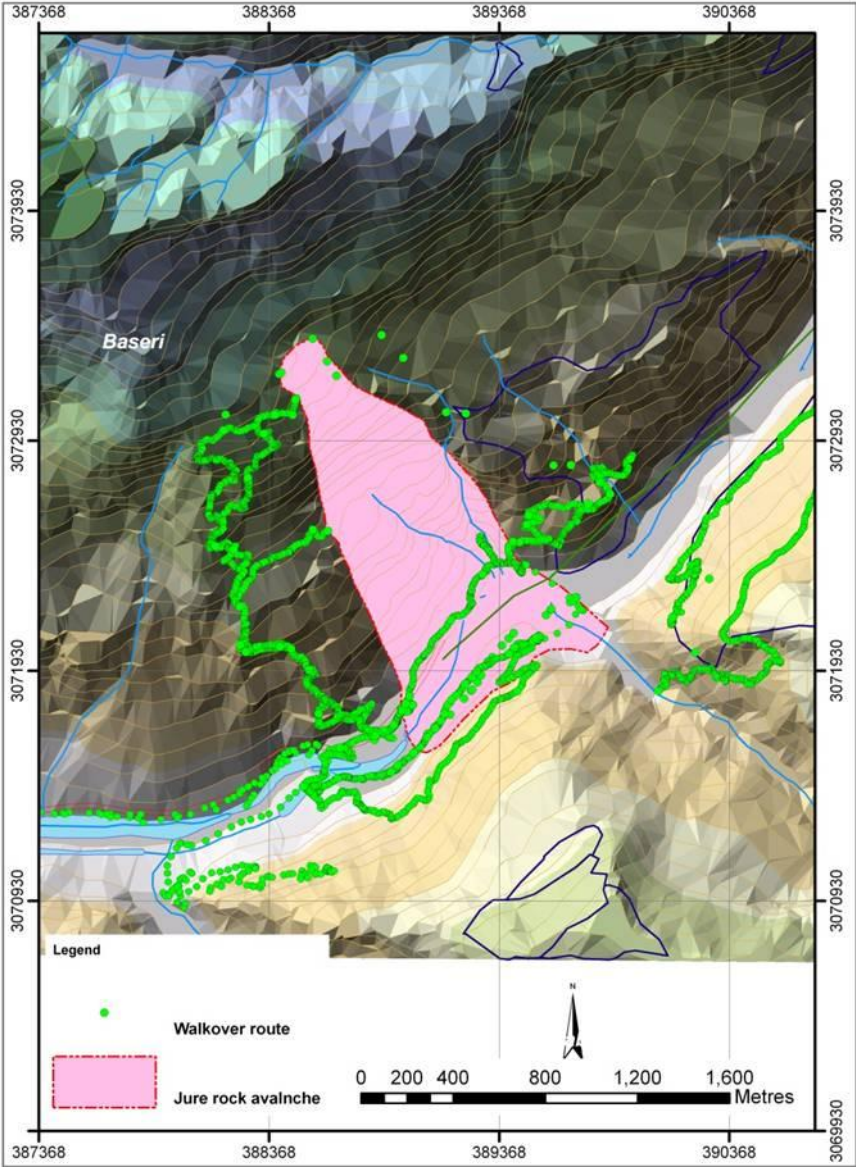 387368 388368 389368 390368
3073930 3073930
Baseri
3072930 3072930
3071930 3071930
3070930 3070930
Legend
N
Walkover route
0 200 400 800 1,200 1,600
Metres
Jure rock avalnche
3069930
387368 388368 389368 390368